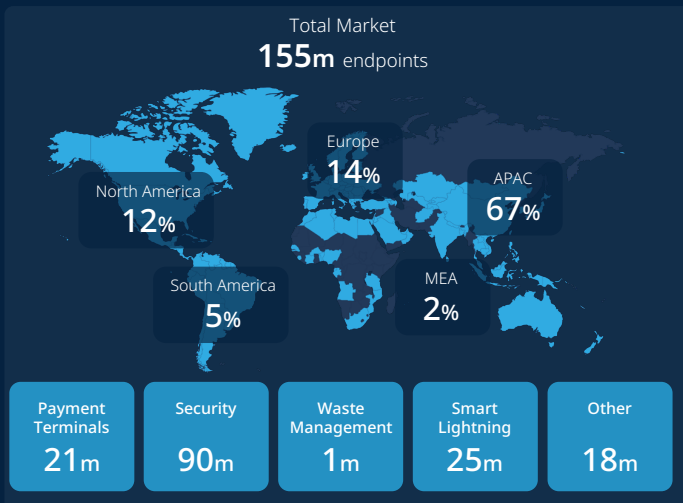 Total Market
155m endpoints
Europe
14%
APAC
67%
North America
12%
South America
5%
MEA
2%
Payment
Terminals
21m
Security
90m
Waste
Management
1m
Smart
Lightning
25m
Other
18m